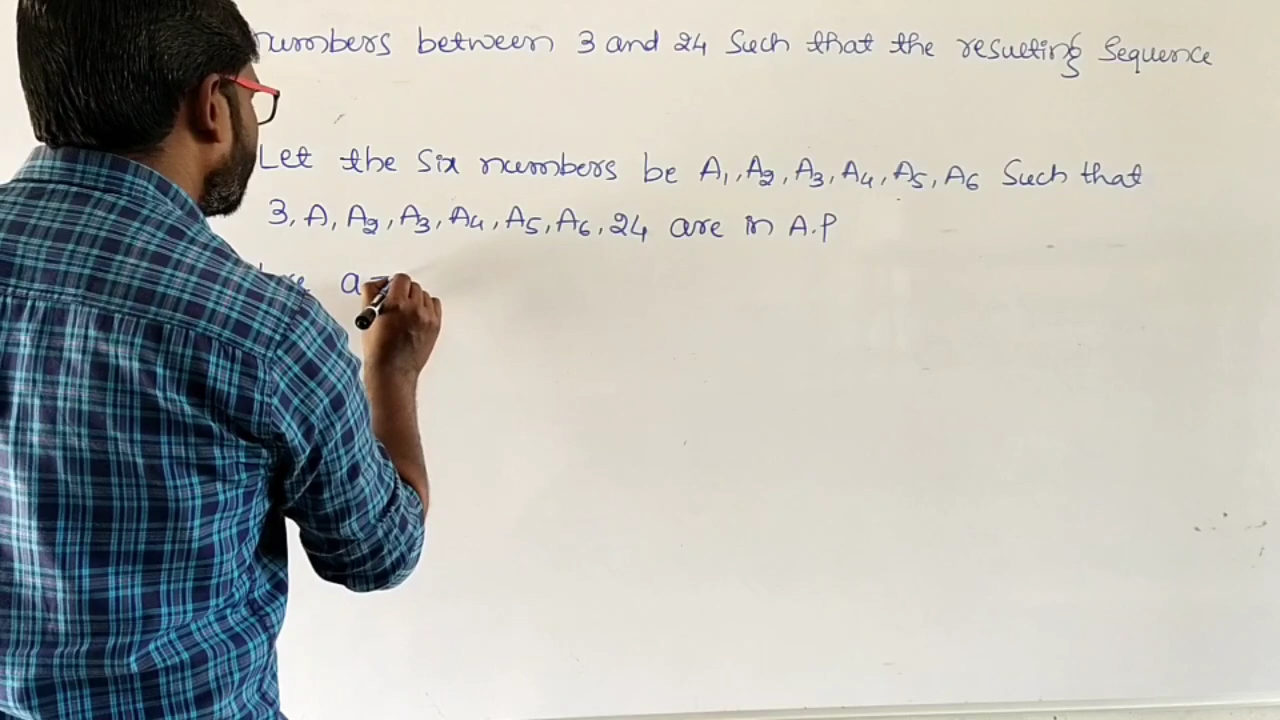 numbers between 3 and 24 Such that the resulting Sequence
Let the six numbers be A₁, A₂, A₃, A₄, A₅, A₆ Such that
3, A, A₂, A₃, A₄, A₅, A₆, 24 are in A.P
a =